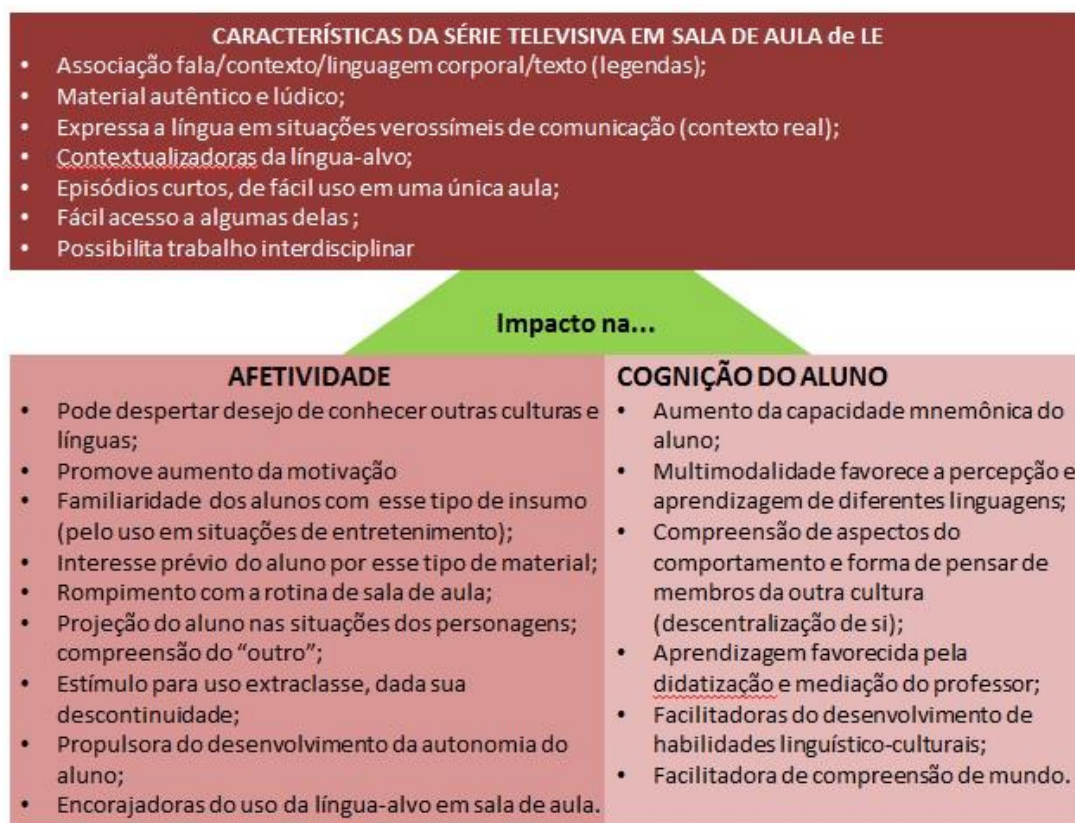 CARACTERÍSTICAS DA SÉRIE TELEVISIVA EM SALA DE AULA de LE
• Associação fala/contexto/linguagem corporal/texto (legendas);
• Material autêntico e lúdico;
• Expressa a língua em situações verossímeis de comunicação (contexto real);
• Contextualizadoras da língua-alvo;
• Episódios curtos, de fácil uso em uma única aula;
• Fácil acesso a algumas delas ;
• Possibilita trabalho interdisciplinar
Impacto na...
AFETIVIDADE
• Pode despertar desejo de conhecer outras culturas e
línguas;
• Promove aumento da motivação
• Familiaridade dos alunos com esse tipo de insumo
(pelo uso em situações de entretenimento);
• Interesse prévio do aluno por esse tipo de material;
• Rompimento com a rotina de sala de aula;
• Projeção do aluno nas situações dos personagens;
compreensão do “outro”;
• Estímulo para uso extraclasse, dada sua
descontinuidade;
• Propulsora do desenvolvimento da autonomia do
aluno;
• Encorajadoras do uso da língua-alvo em sala de aula.
COGNIÇÃO DO ALUNO
• Aumento da capacidade mnemônica do
aluno;
• Multimodalidade favorece a percepção e
aprendizagem de diferentes linguagens;
• Compreensão de aspectos do
comportamento e forma de pensar de
membros da outra cultura
(descentralização de si);
• Aprendizagem favorecida pela
didatização e mediação do professor;
• Facilitadoras do desenvolvimento de
habilidades linguístico-culturais;
• Facilitadora de compreensão de mundo.